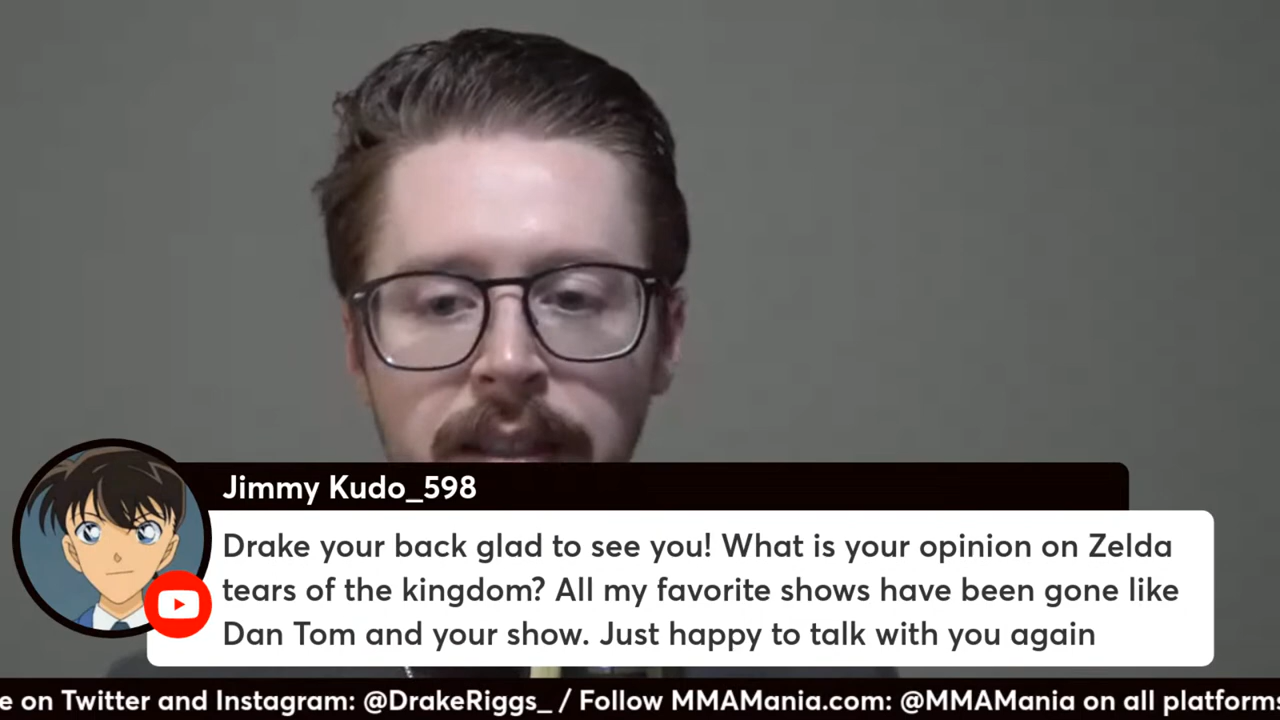 Jimmy Kudo_598
Drake your back glad to see you! What is your opinion on Zelda
tears of the kingdom? All my favorite shows have been gone like
Dan Tom and your show. Just happy to talk with you again
e on Twitter and Instagram: @DrakeRiggs_ / Follow MMAMania.com: @MMAMania on all platforms